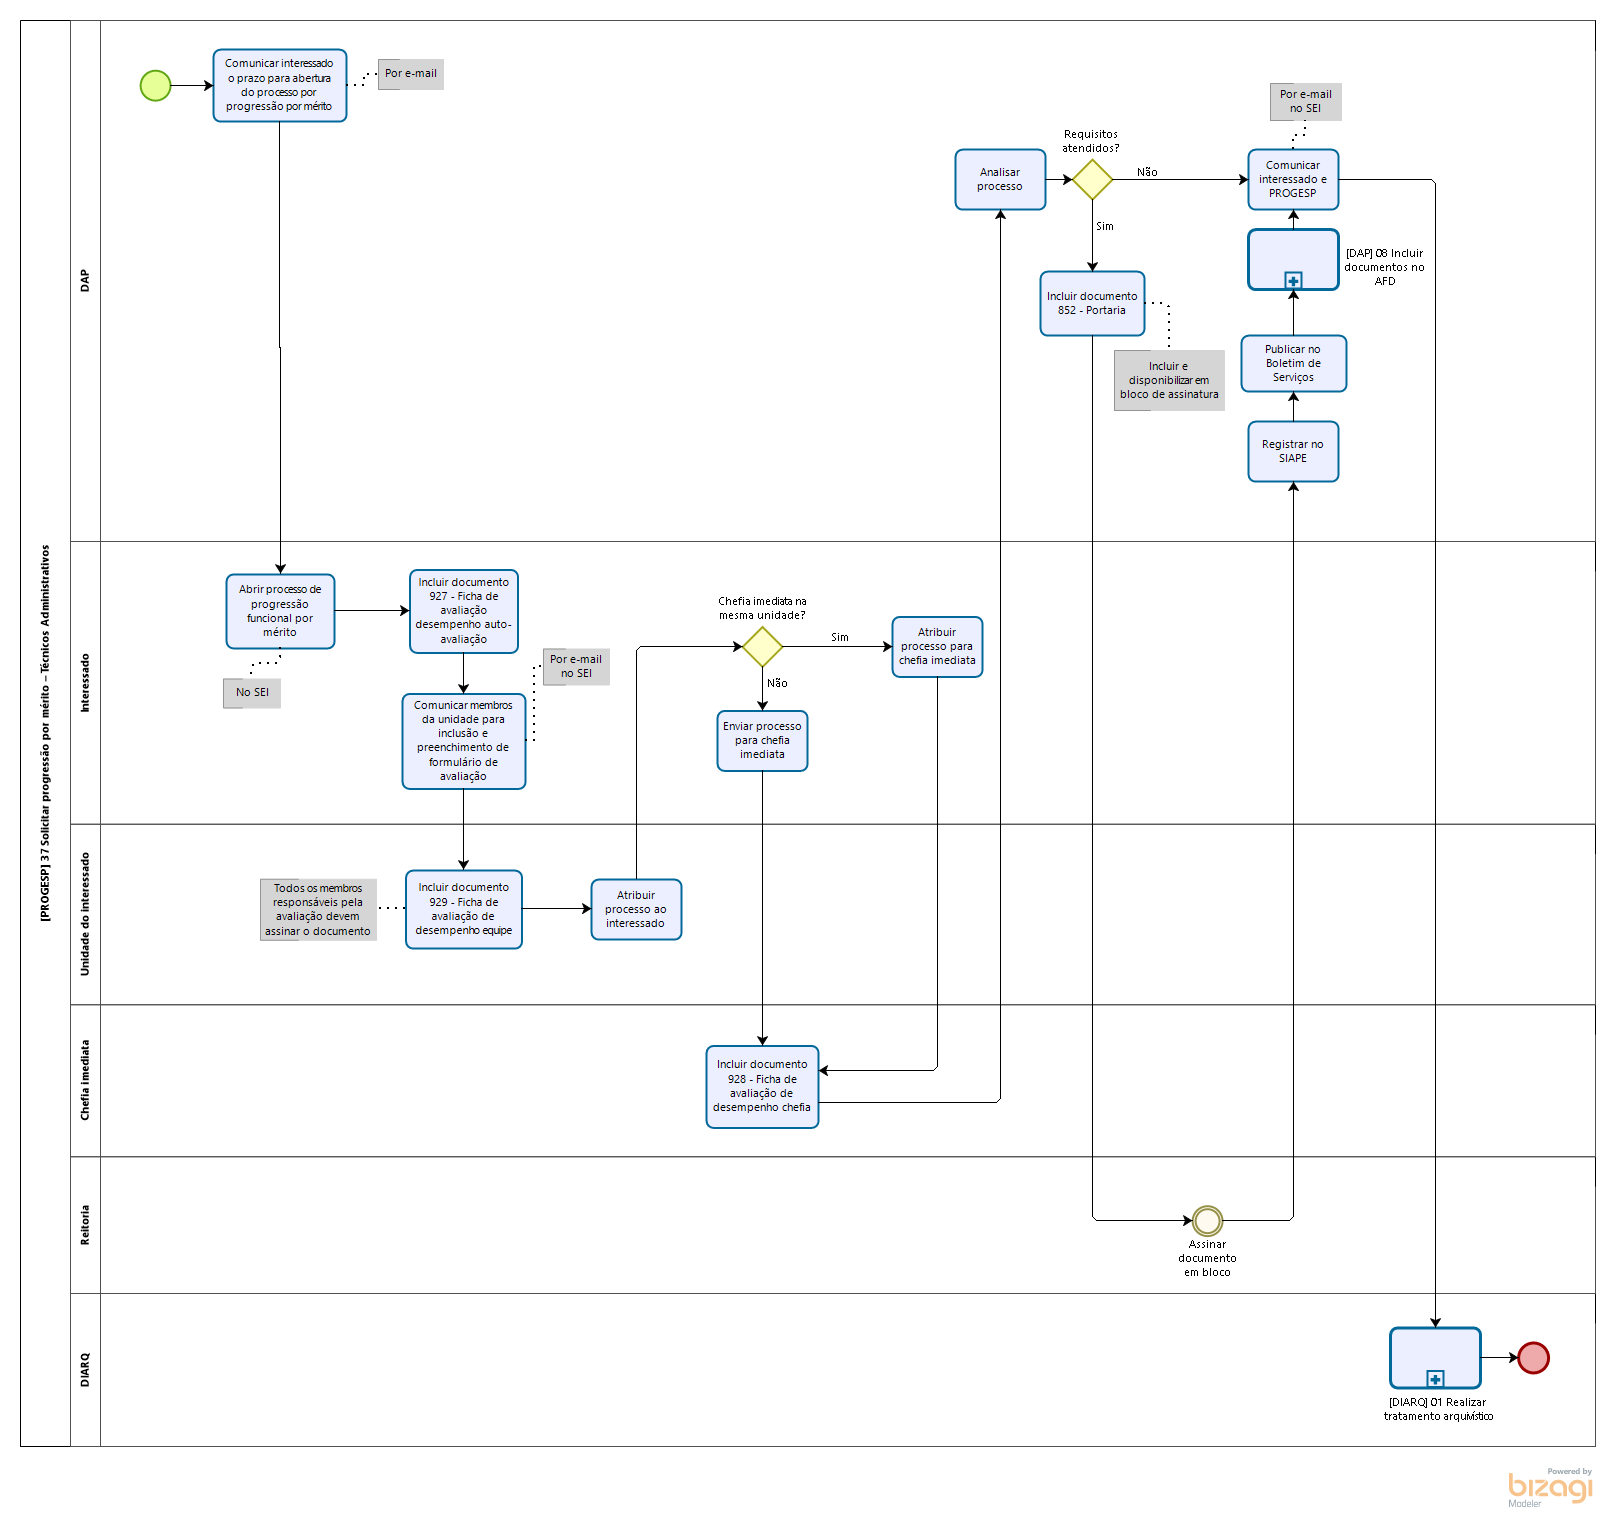 [PROGESP] 37 Solicitar progressão por mérito – Técnicos Administrativos
DAP
Comunicar interessado
o prazo para abertura
do processo por
progressão por mérito
Por e-mail
Analisar
processo
Requisitos
atendidos?
Não
Sim
Por e-mail
no SEI
Comunicar
interessado e
PROGESP
[DAP] 08 Incluir
documentos no
AFD
Incluir documento
852 - Portaria
Incluir e
disponibilizar em
bloco de assinatura
Publicar no
Boletim de
Serviços
Registrar no
SIAPE
Interessado
Abrir processo de
progressão
funcional por
mérito
No SEI
Incluir documento
927 - Ficha de
avaliação
desempenho auto-
avaliação
Por e-mail
no SEI
Comunicar membros
da unidade para
inclusão e
preenchimento de
formulário de
avaliação
Chefia imediata na
mesma unidade?
Sim
Não
Atribuir
processo para
chefia imediata
Enviar processo
para chefia
imediata
Unidade do interessado
Todos os membros
responsáveis pela
avaliação devem
assinar o documento
Incluir documento
929 - Ficha de
avaliação de
desempenho equipe
Atribuir
processo ao
interessado
Chefia imediata
Incluir documento
928 - Ficha de
avaliação de
desempenho chefia
Reitoria
Assinar
documento
em bloco
DIARQ
[DIARQ] 01 Realizar
tratamento arquivístico
Powered by
bizagi
Modeler